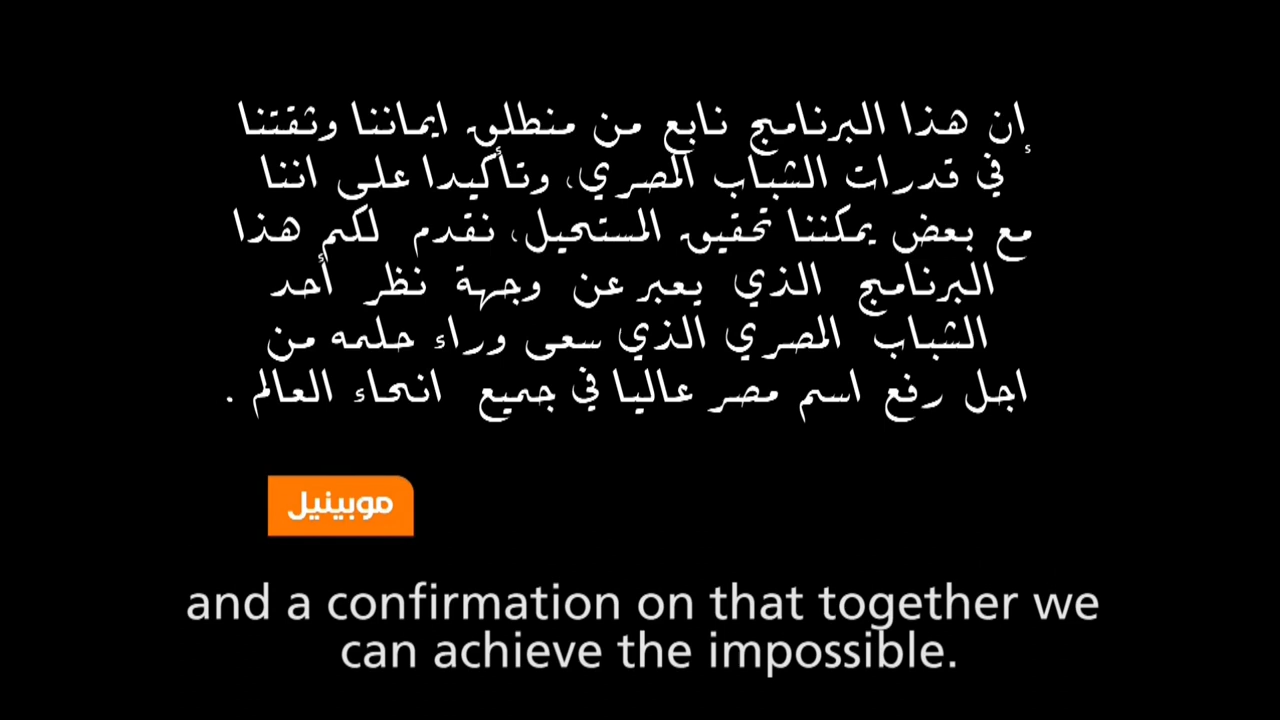 إن هذا البرنامج نابع من منطلق ايماننا وثقتنا
في قدرات الشباب المصري، وتأكيدا على اننا
مع بعض يمكننا تحقيق المستحيل، نقدم لكم هذا
البرنامج الذي يعبر عن وجهة نظر أحد
الشباب المصري الذي سعى وراء حلمه من
اجل رفع اسم مصر عاليا في جميع انحاء العالم .
موبينيل
and a confirmation on that together we
can achieve the impossible.